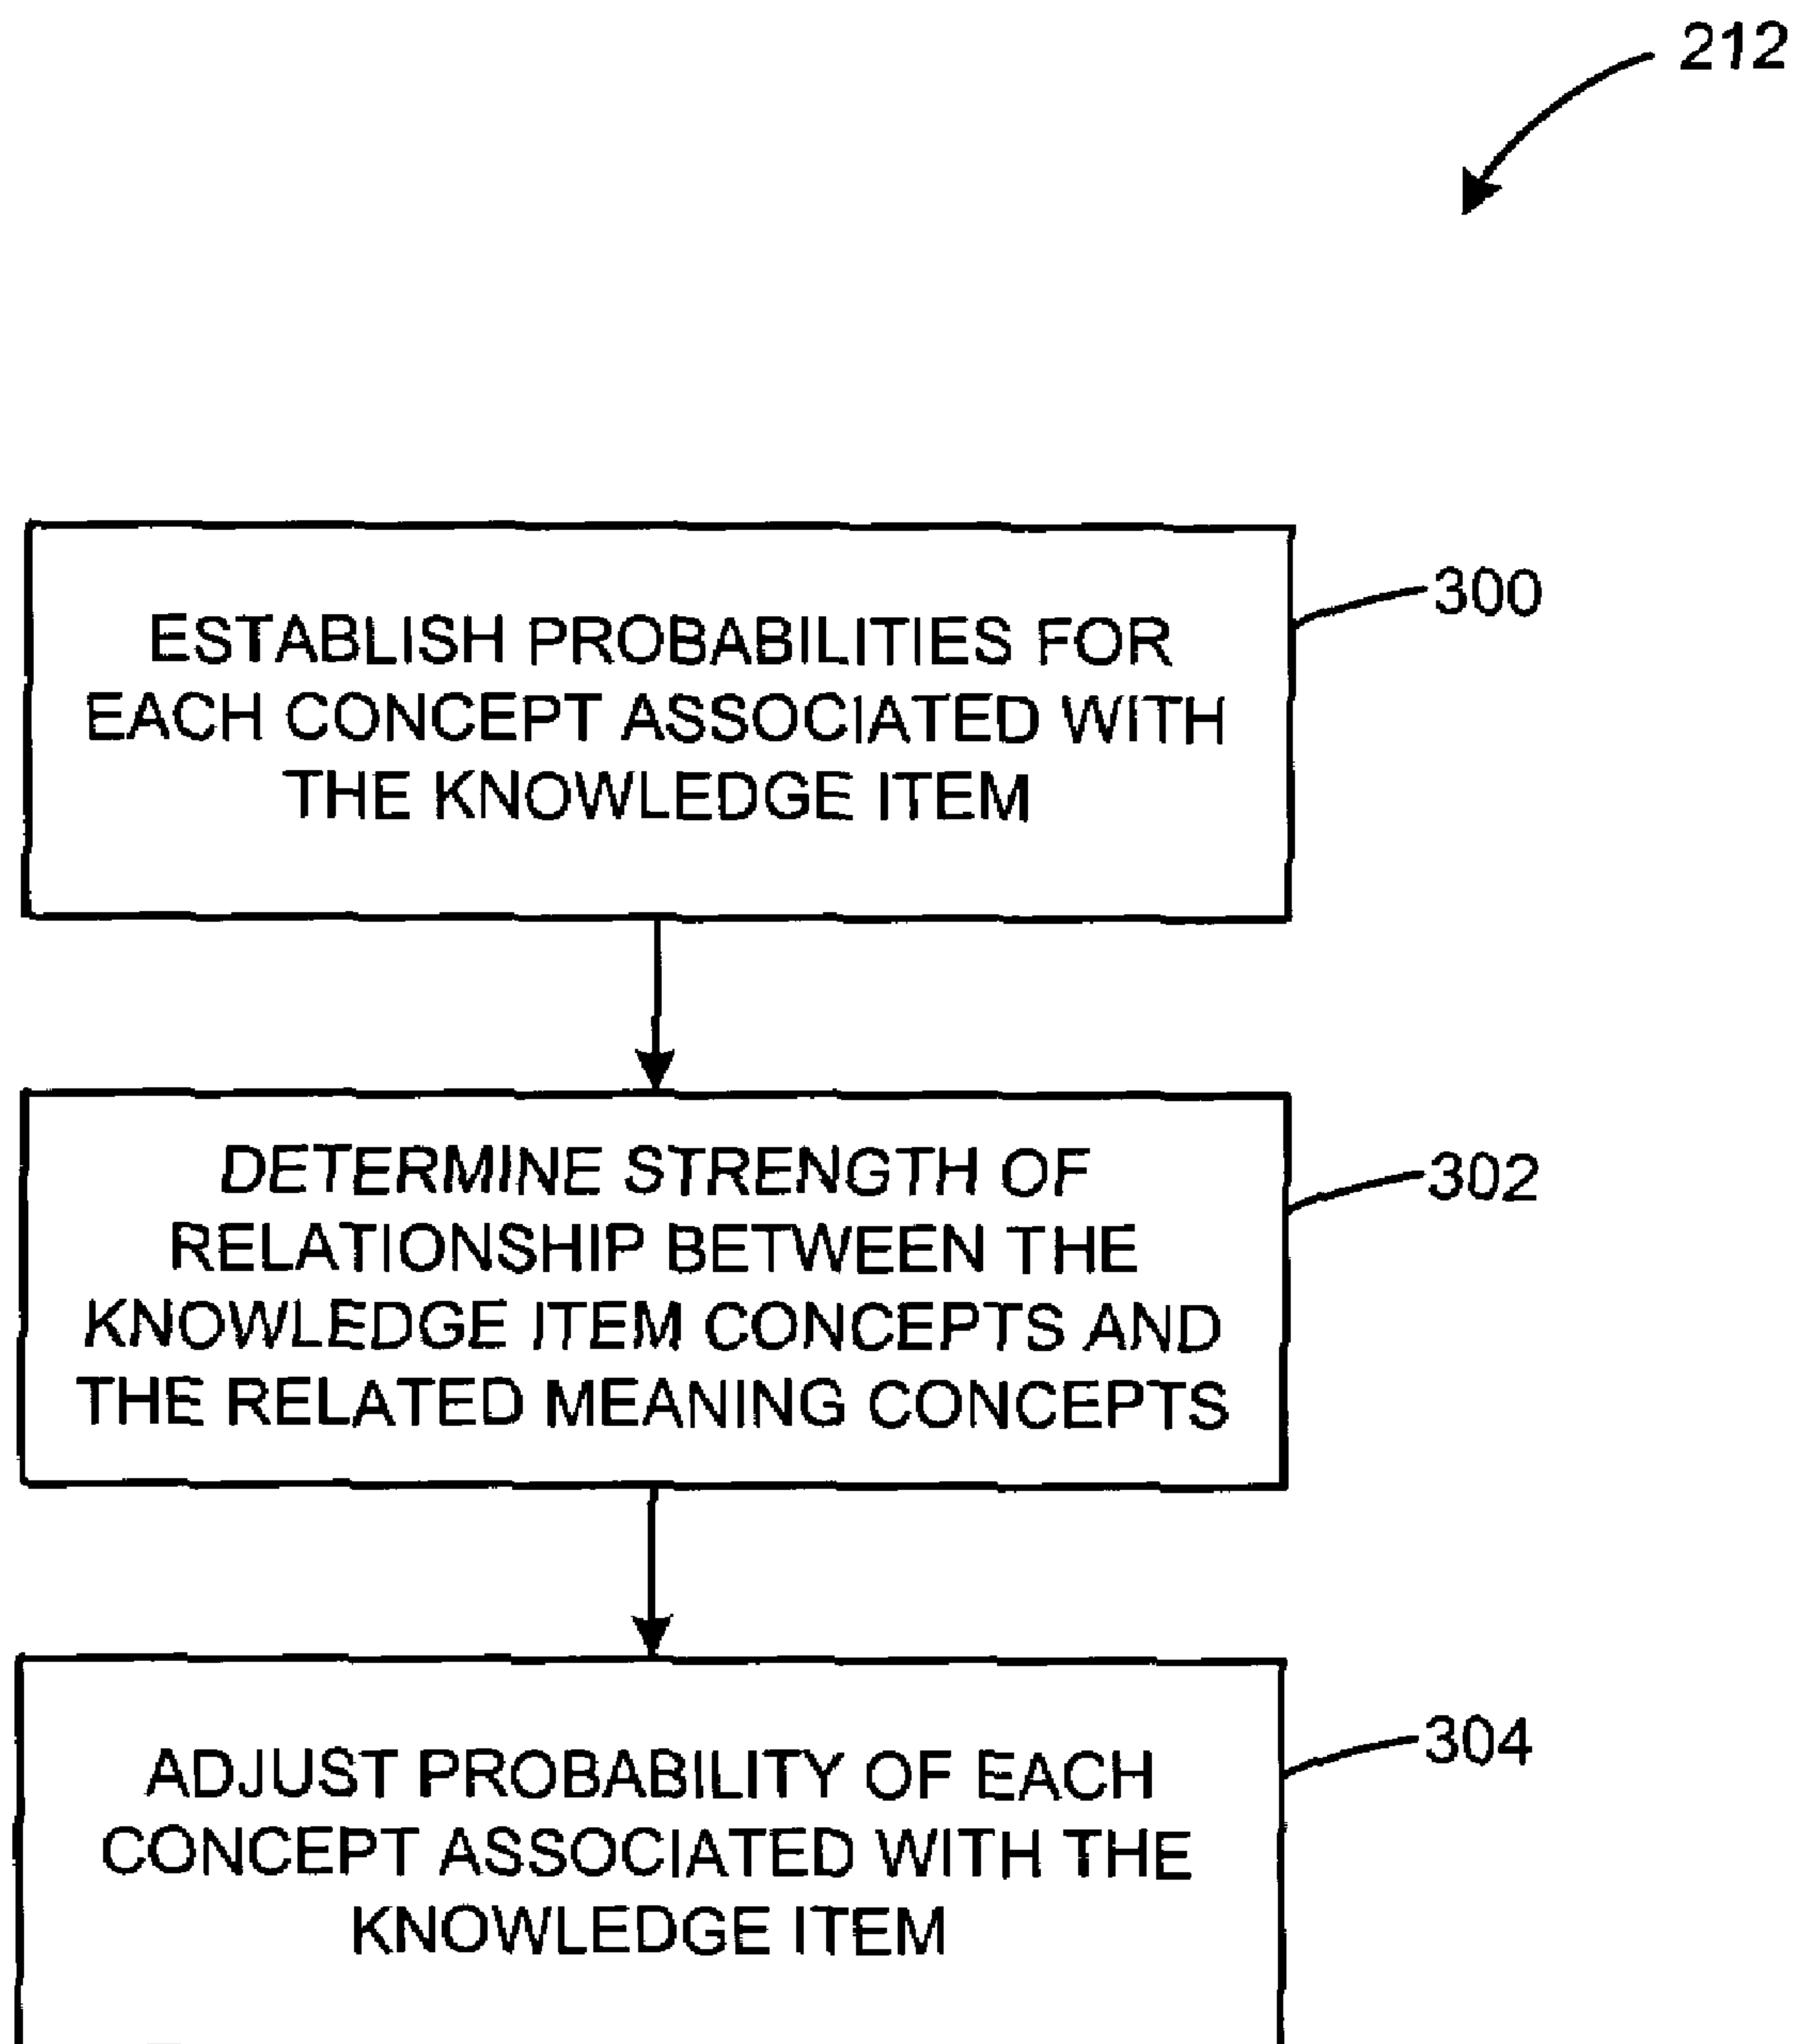 212
ESTABLISH PROBABILITIES FOR
EACH CONCEPT ASSOCIATED WITH
THE KNOWLEDGE ITEM
300
DETERMINE STRENGTH OF
RELATIONSHIP BETWEEN THE
KNOWLEDGE ITEM CONCEPTS AND
THE RELATED MEANING CONCEPTS
302
ADJUST PROBABILITY OF EACH
CONCEPT ASSOCIATED WITH THE
KNOWLEDGE ITEM
304